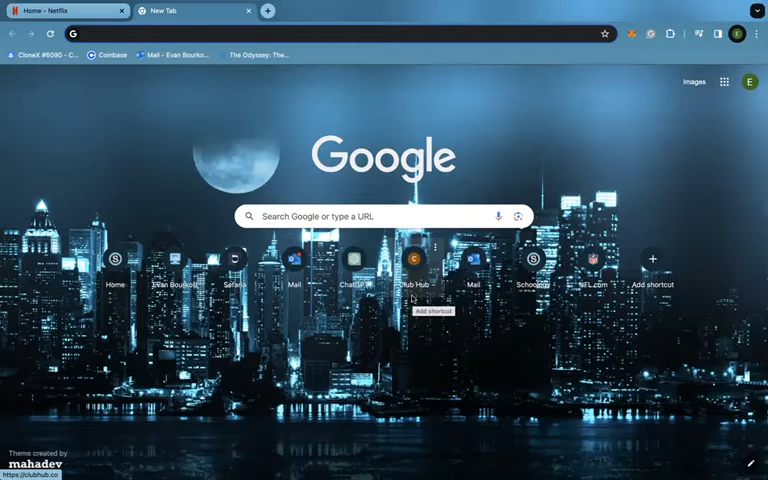 Home - Netflix
New Tab
CloneX #6090 - C...
Coinbase
Mail - Evan Bourko...
The Odyssey: The...
Images
E
Google
Search Google or type a URL
Home
Evan Bourkoff
Sefaria
Mail
ChatGPT
Club Hub
Mail
Schoology
NFL.com
Add shortcut
Add shortcut
Theme created by
mahadev
https://clubhub.co